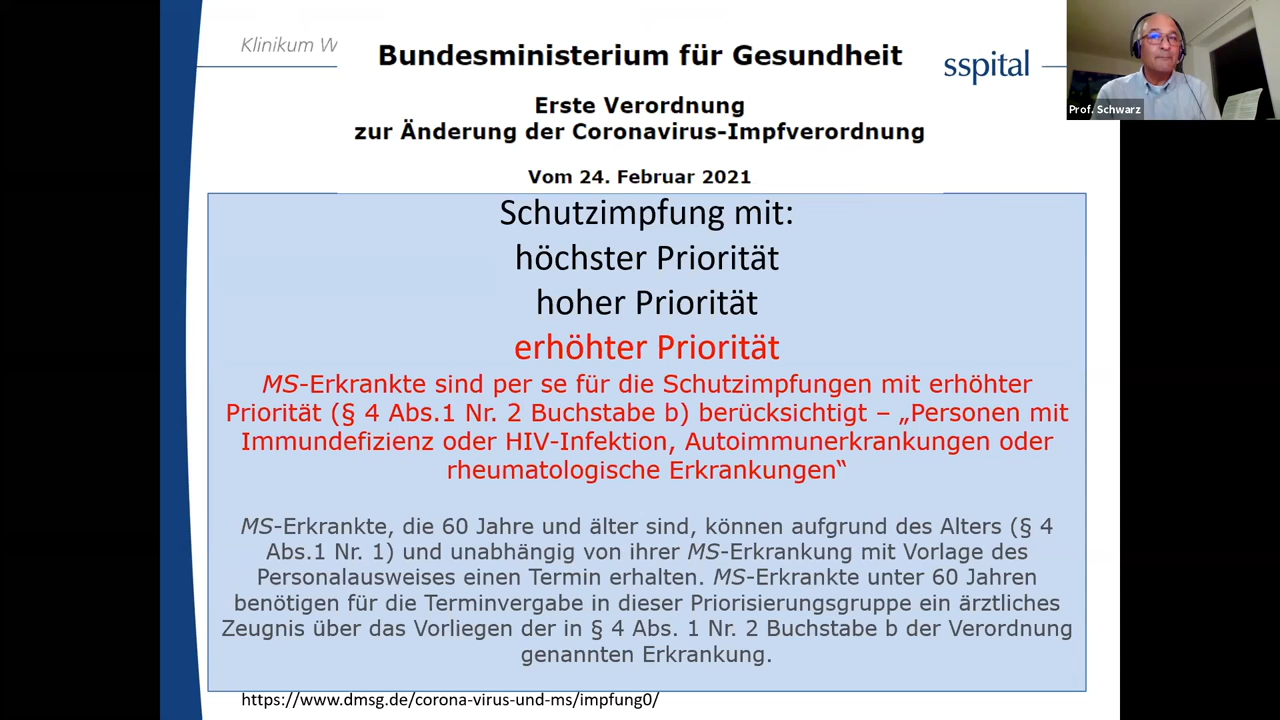 Klinikum W
Bundesministerium für Gesundheit
sspital
Prof. Schwarz
Erste Verordnung
zur Änderung der Coronavirus-Impfverordnung
Vom 24. Februar 2021
Schutzimpfung mit:
höchster Priorität
hoher Priorität
erhöhter Priorität
MS-Erkrankte sind per se für die Schutzimpfungen mit erhöhter
Priorität (§ 4 Abs.1 Nr. 2 Buchstabe b) berücksichtigt – „Personen mit
Immundefizienz oder HIV-Infektion, Autoimmunerkrankungen oder
rheumatologische Erkrankungen“
MS-Erkrankte, die 60 Jahre und älter sind, können aufgrund des Alters (§ 4
Abs.1 Nr. 1) und unabhängig von ihrer MS-Erkrankung mit Vorlage des
Personalausweises einen Termin erhalten. MS-Erkrankte unter 60 Jahren
benötigen für die Terminvergabe in dieser Priorisierungsgruppe ein ärztliches
Zeugnis über das Vorliegen der in § 4 Abs. 1 Nr. 2 Buchstabe b der Verordnung
genannten Erkrankung.
https://www.dmsg.de/corona-virus-und-ms/impfung0/